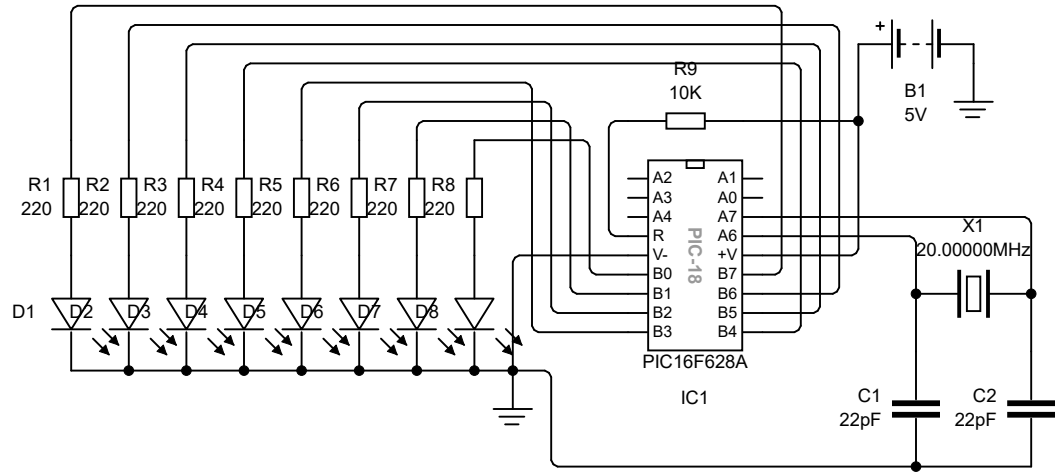 +
B1
5V
R9
10K
R1 R2 R3 R4 R5 R6 R7 R8
220 220 220 220 220 220 220 220
A2 A1
A3 A0
A4 A7
R A6
V- +V
B0 B7
B1 B6
B2 B5
B3 B4
PIC-18
PIC16F628A
IC1
X1
20.00000MHz
D1 D2 D3 D4 D5 D6 D7 D8
C1 C2
22pF 22pF